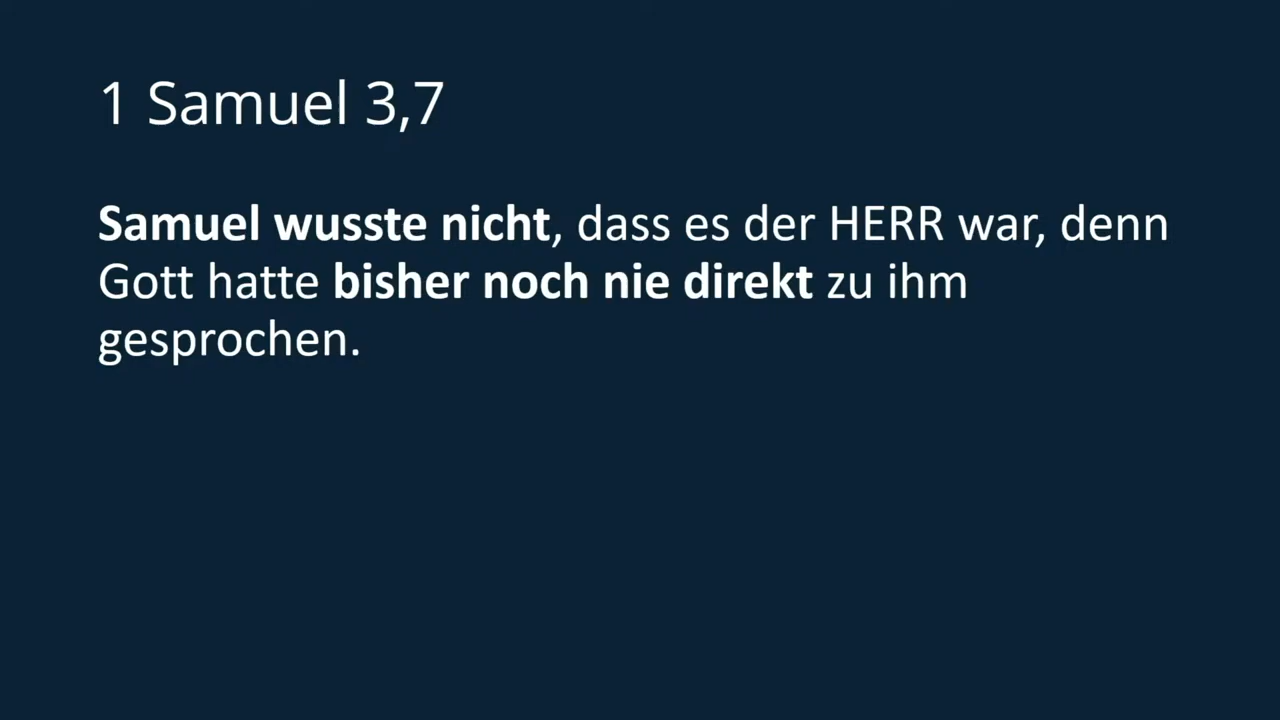 1 Samuel 3,7
Samuel wusste nicht, dass es der HERR war, denn
Gott hatte bisher noch nie direkt zu ihm
gesprochen.